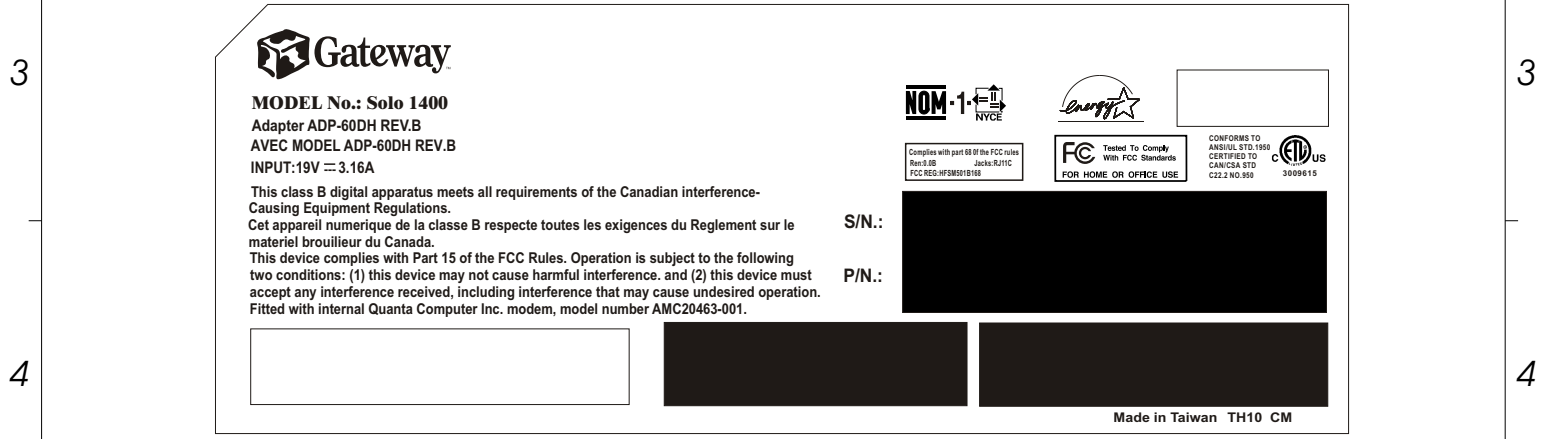 3
3
Gateway™
MODEL No.: Solo 1400
Adapter ADP-60DH REV.B
AVEC MODEL ADP-60DH REV.B
INPUT:19V ⎓ 3.16A
This class B digital apparatus meets all requirements of the Canadian interference-
Causing Equipment Regulations.
Cet appareil numerique de la classe B respecte toutes les exigences du Reglement sur le
materiel brouilieur du Canada.
This device complies with Part 15 of the FCC Rules. Operation is subject to the following
two conditions: (1) this device may not cause harmful interference. and (2) this device must
accept any interference received, including interference that may cause undesired operation.
Fitted with internal Quanta Computer Inc. modem, model number AMC20463-001.
NOM-1-
NYCE
energy
Complies with part 68 0f the FCC rules
Ren:0.0B Jacks:RJ11C
FCC REG:HFSM501B168
FC Tested To Comply
With FCC Standards
FOR HOME OR OFFICE USE
CONFORMS TO
ANSI/UL STD.1950
CERTIFIED TO
CAN/CSA STD
C22.2 NO.950
C ETL US
3009615
S/N.:
P/N.:
Made in Taiwan TH10 CM
4
4